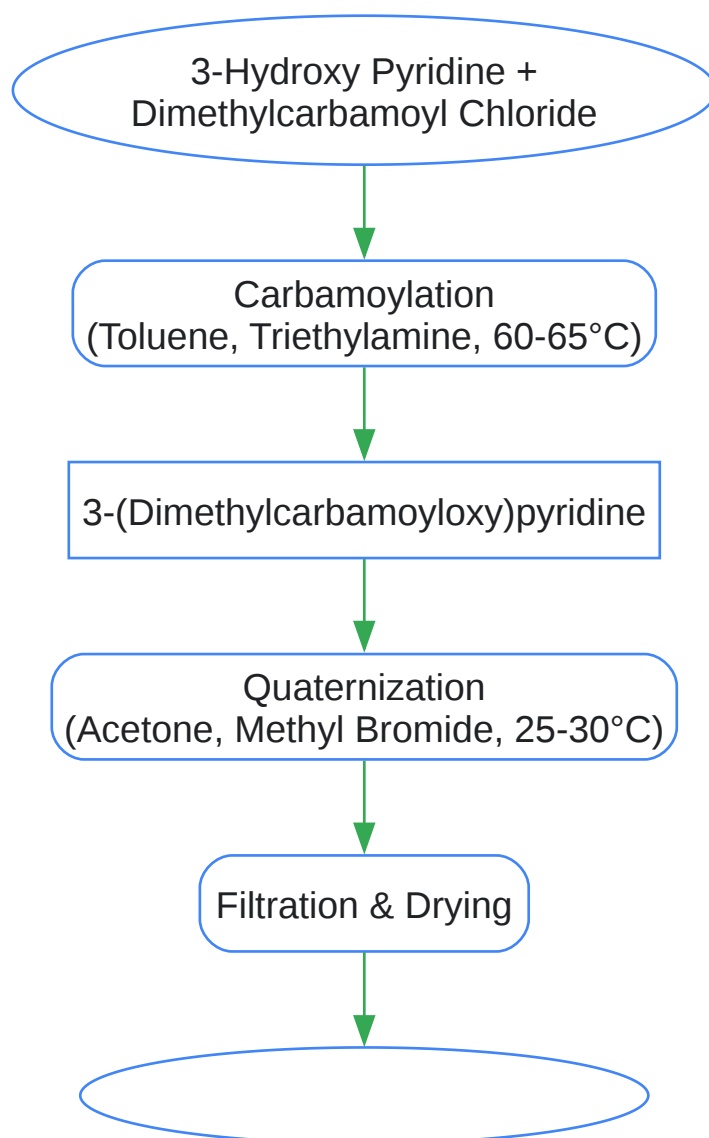 3-Hydroxy Pyridine +
Dimethylcarbamoyl Chloride
Carbamoylation
(Toluene, Triethylamine, 60-65°C)
3-(Dimethylcarbamoyloxy)pyridine
Quaternization
(Acetone, Methyl Bromide, 25-30°C)
Filtration & Drying